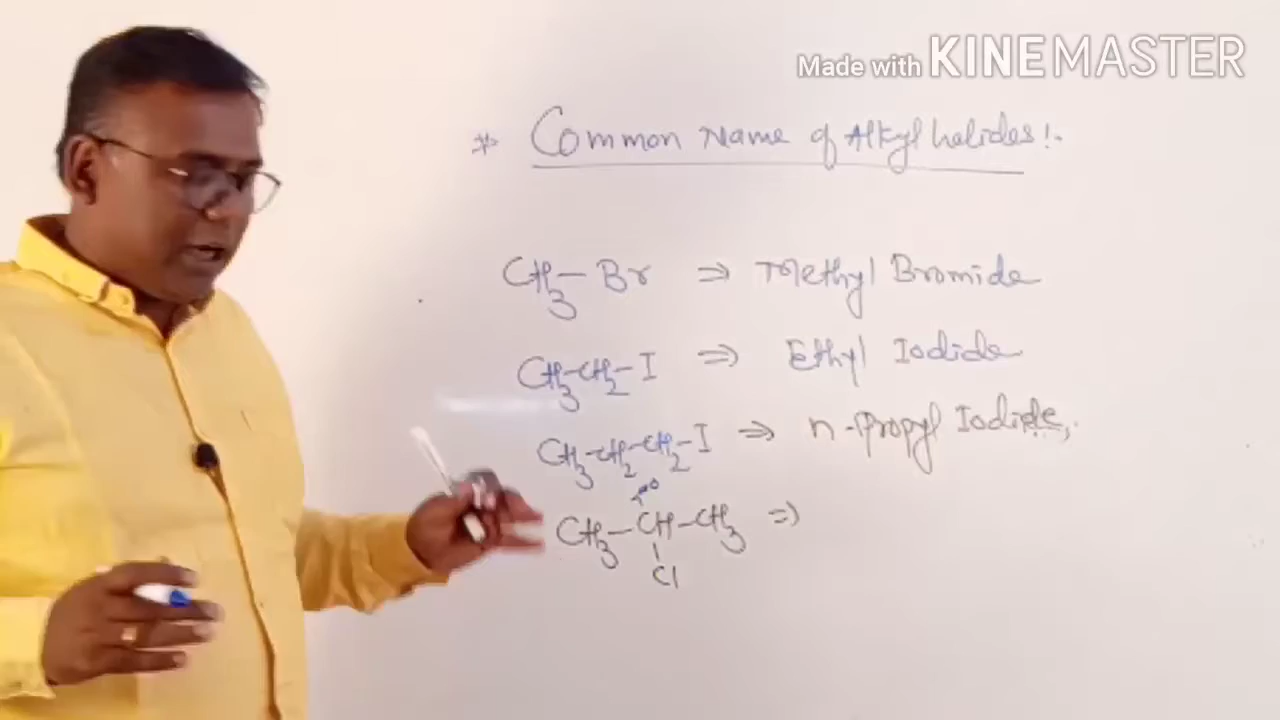 Made with KINEMASTER
* Common Name of Alkyl halides :-
CH3-Br ⇒ Methyl Bromide
CH3-CH2-I ⇒ Ethyl Iodide
CH3-CH2-CH2-I ⇒ n-propyl Iodide,
CH3-CH-CH3 ⇒
Cl